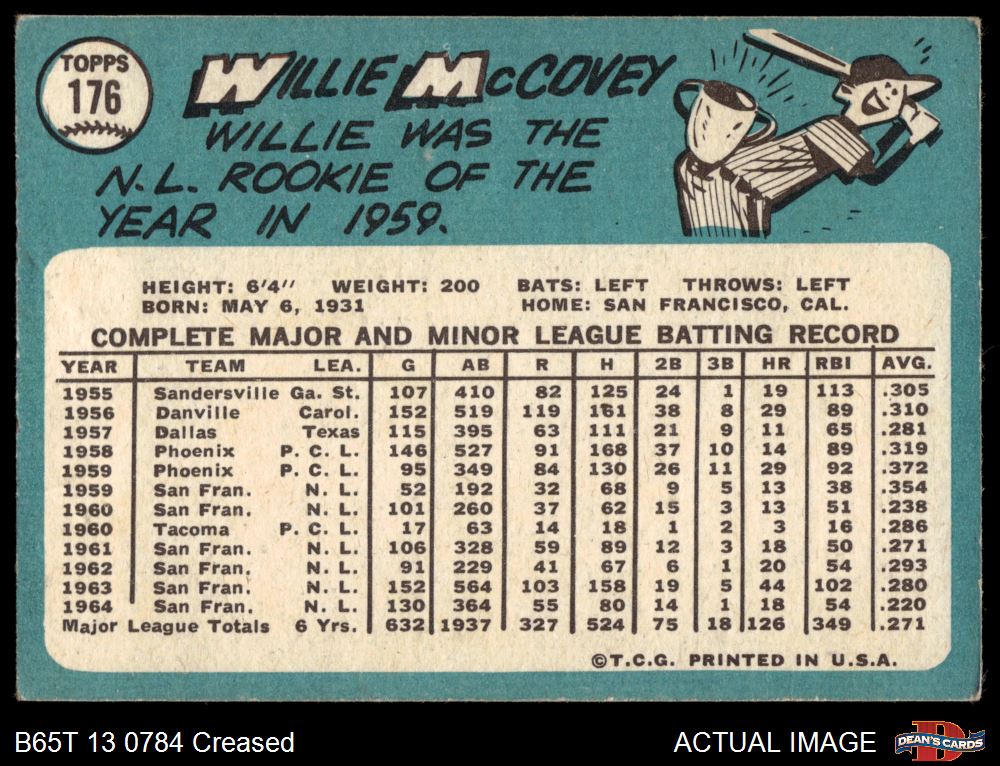 TOPPS
176
WILLIE McCOVEY
WILLIE WAS THE
N.L. ROOKIE OF THE
YEAR IN 1959.
HEIGHT: 6'4" WEIGHT: 200 BATS: LEFT THROWS: LEFT
BORN: MAY 6, 1931 HOME: SAN FRANCISCO, CAL.
COMPLETE MAJOR AND MINOR LEAGUE BATTING RECORD
YEAR TEAM LEA. G AB R H 2B 3B HR RBI AVG.
1955 Sandersville Ga. St. 107 410 82 125 24 1 19 113 .305
1956 Danville Carol. 152 519 119 161 38 8 29 89 .310
1957 Dallas Texas 115 395 63 111 21 9 11 65 .281
1958 Phoenix P. C. L. 146 527 91 168 37 10 14 89 .319
1959 Phoenix P. C. L. 95 349 84 130 26 11 29 92 .372
1959 San Fran. N. L. 52 192 32 68 9 5 13 38 .354
1960 San Fran. N. L. 101 260 37 62 15 3 13 51 .238
1960 Tacoma P. C. L. 17 63 14 18 1 2 3 16 .286
1961 San Fran. N. L. 106 328 59 89 12 3 18 50 .271
1962 San Fran. N. L. 91 229 41 67 6 1 20 54 .293
1963 San Fran. N. L. 152 564 103 158 19 5 44 102 .280
1964 San Fran. N. L. 130 364 55 80 14 1 18 54 .220
Major League Totals 6 Yrs. 632 1937 327 524 75 18 126 349 .271
©T.C.G. PRINTED IN U.S.A.
B65T 13 0784 Creased
ACTUAL IMAGE
DEAN'S CARDS